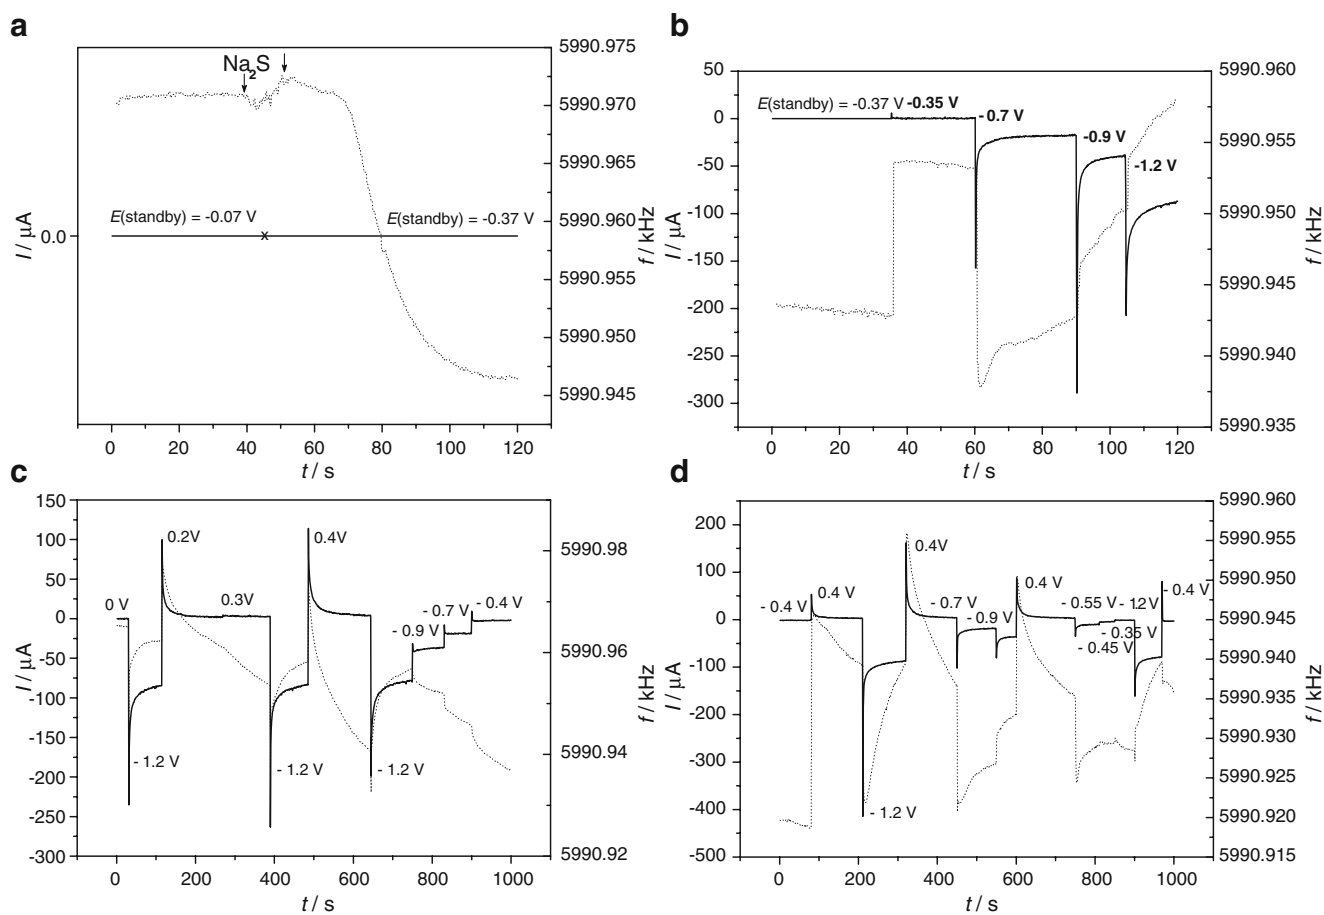 a
Na2S
E(standby) = -0.07 V
E(standby) = -0.37 V
x
I / µA
0.0
5990.975
5990.970
5990.965
5990.960
5990.955
5990.950
5990.945
f / kHz
0 20 40 60 80 100 120
t / s
b
E(standby) = -0.37 V
-0.35 V
-0.7 V
-0.9 V
-1.2 V
50
0
-50
-100
-150
-200
-250
-300
I / µA
5990.960
5990.955
5990.950
5990.945
5990.940
5990.935
f / kHz
0 20 40 60 80 100 120
t / s
c
0 V
- 1.2 V
0.2V
0.3V
- 1.2 V
0.4V
- 1.2 V
- 0.9 V
- 0.7 V
- 0.4 V
150
100
50
0
-50
-100
-150
-200
-250
-300
I / µA
5990.98
5990.96
5990.94
5990.92
f / kHz
0 200 400 600 800 1000
t / s
d
- 0.4 V
0.4 V
- 1.2 V
0.4V
- 0.7 V
- 0.9 V
0.4 V
- 0.55 V
- 0.45 V
- 0.35 V
- 12 V
- 0.4 V
200
100
0
-100
-200
-300
-400
-500
I / µA
5990.960
5990.955
5990.950
5990.945
5990.940
5990.935
5990.930
5990.925
5990.920
5990.915
f / kHz
0 200 400 600 800 1000
t / s